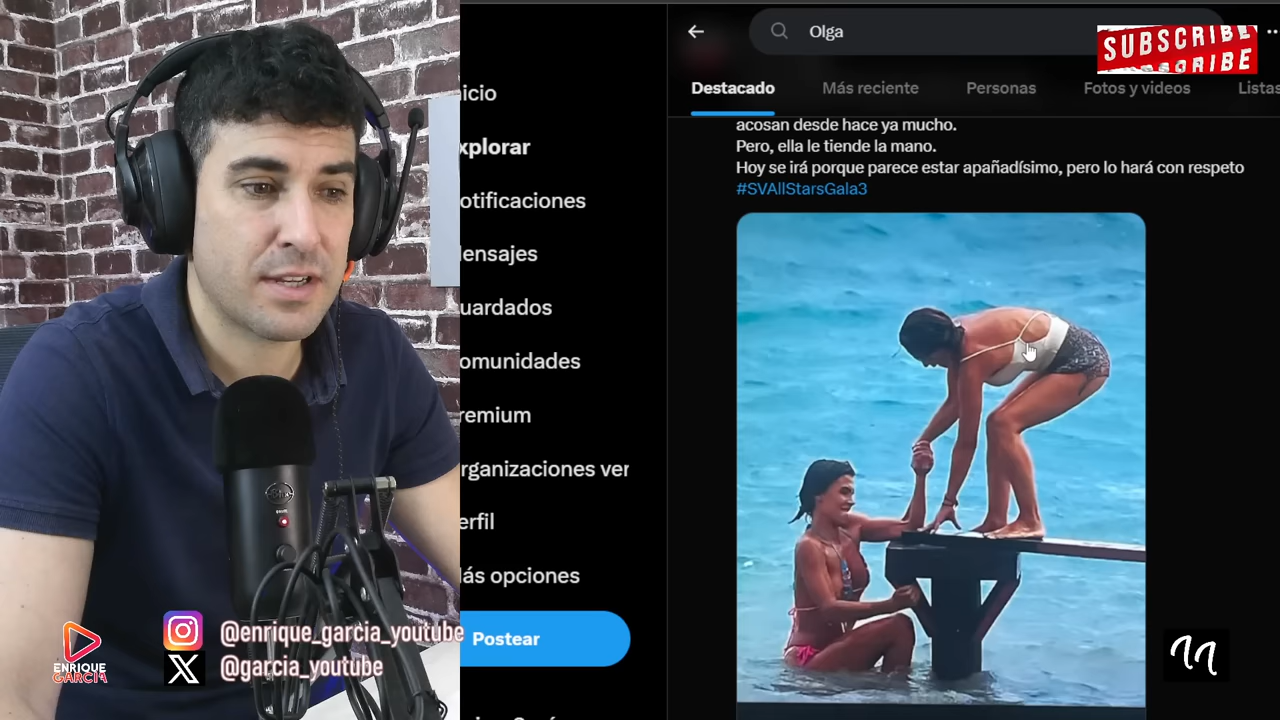 Olga
SUBSCRIBE
SUBSCRIBE
Destacado
Más reciente
Personas
Fotos y videos
Listas
acosan desde hace ya mucho.
Pero, ella le tiende la mano.
Hoy se irá porque parece estar apañadísimo, pero lo hará con respeto
#SVAllStarsGala3
icio
xplorar
otificaciones
ensajes
uardados
omunidades
remium
rganizaciones ver
erfil
ás opciones
Postear
@enrique_garcia_youtube
@garcia_youtube
ENRIQUE
GARCIA